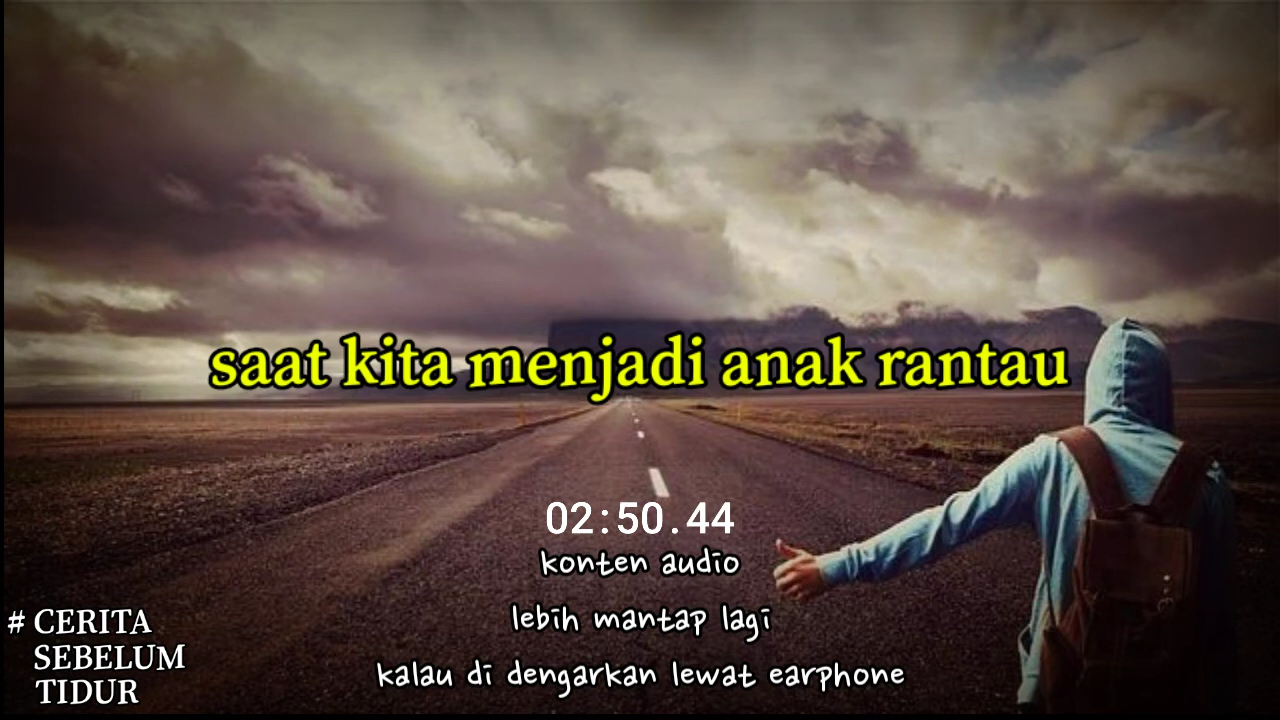 saat kita menjadi anak rantau
02:50.44
konten audio
lebih mantap lagi
kalau di dengarkan lewat earphone
# CERITA
SEBELUM
TIDUR